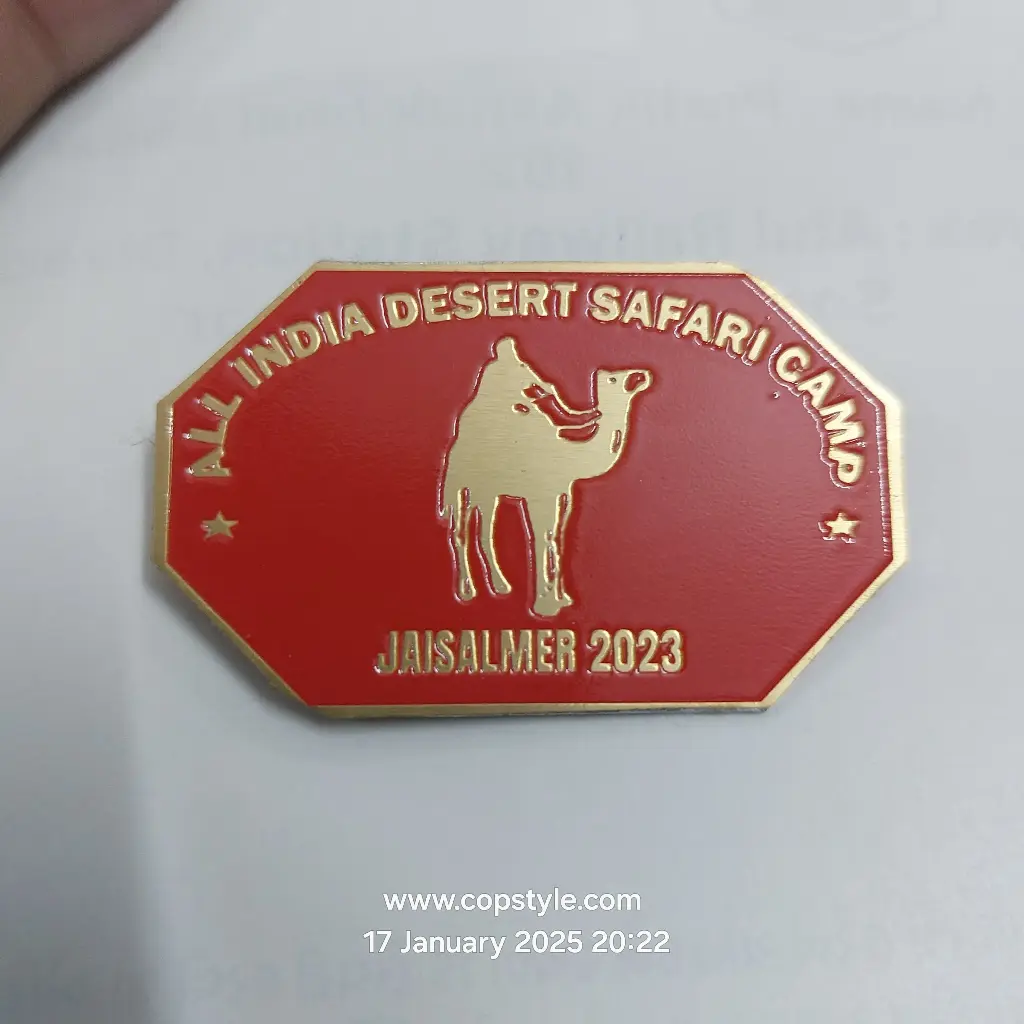 ALL INDIA DESERT SAFARI CAMP
JAISALMER 2023
www.copstyle.com
17 January 2025 20:22